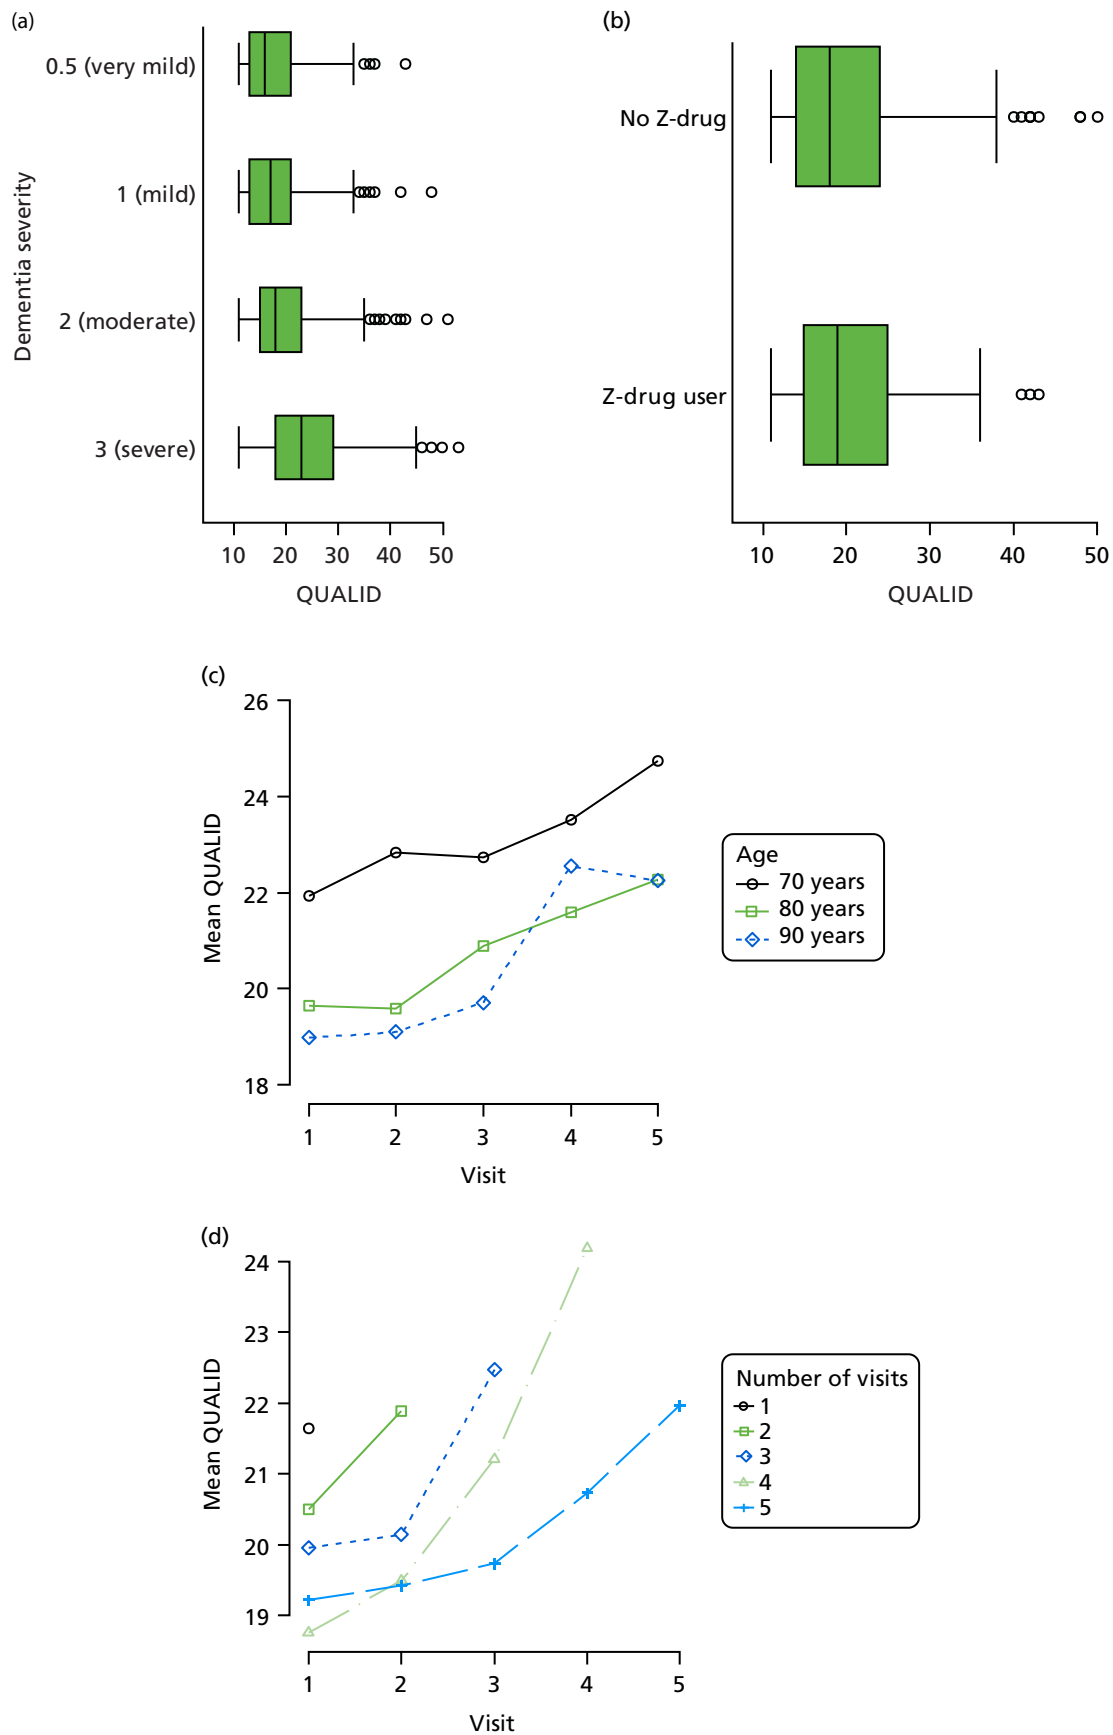 (a)
0.5 (very mild)
1 (mild)
2 (moderate)
3 (severe)
Dementia severity
10 20 30 40 50
QUALID
(b)
No Z-drug
Z-drug user
10 20 30 40 50
QUALID
(c)
26
24
22
20
18
Mean QUALID
1 2 3 4 5
Visit
Age
70 years
80 years
90 years
(d)
24
23
22
21
20
19
Mean QUALID
1 2 3 4 5
Visit
Number of visits
1
2
3
4
5